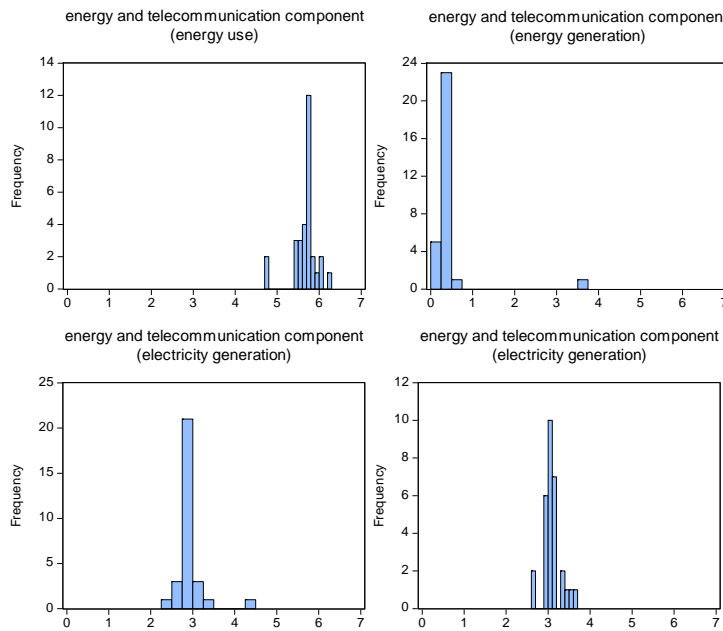 energy and telecommunication component
(energy use)
14
12
10
8
6
4
2
0
Frequency
0 1 2 3 4 5 6 7
energy and telecommunication component
(energy generation)
24
20
16
12
8
4
0
Frequency
0 1 2 3 4 5 6 7
energy and telecommunication component
(electricity generation)
25
20
15
10
5
0
Frequency
0 1 2 3 4 5 6 7
energy and telecommunication component
(electricity generation)
12
10
8
6
4
2
0
Frequency
0 1 2 3 4 5 6 7